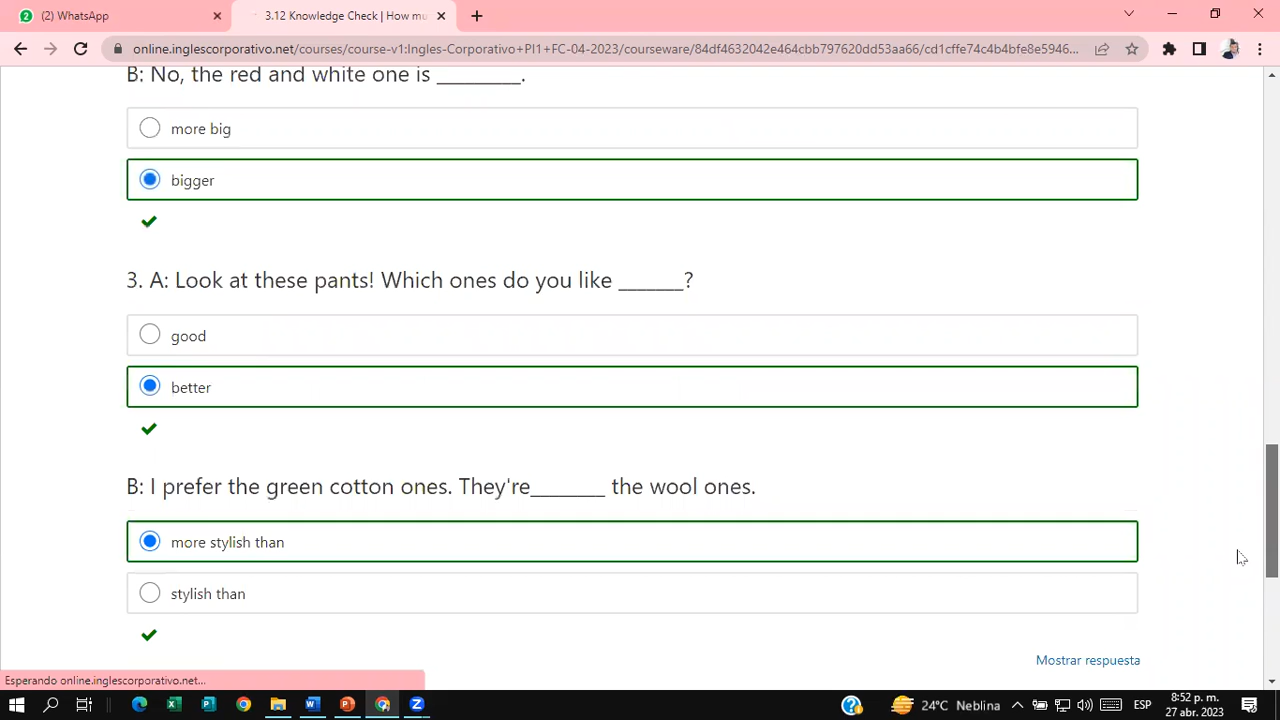 (2) WhatsApp
3.12 Knowledge Check | How mu
online.inglescorporativo.net/courses/course-v1:Ingles-Corporativo+PI1+FC-04-2023/courseware/84df4632042e464cbb797620dd53aa66/cd1cffe74c4b4bfe8e5946...
B: No, the red and white one is _________.
more big
bigger
3. A: Look at these pants! Which ones do you like _______?
good
better
B: I prefer the green cotton ones. They're_______ the wool ones.
more stylish than
stylish than
Mostrar respuesta
Esperando online.inglescorporativo.net...
24°C Neblina
ESP
8:52 p. m.
27 abr. 2023